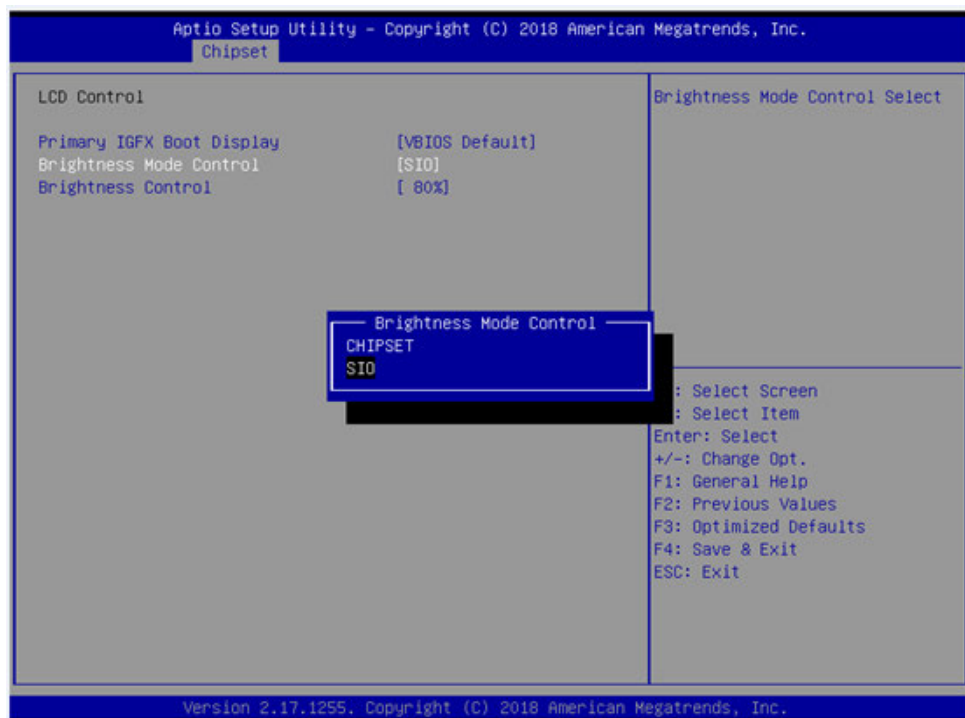 Aptio Setup Utility – Copyright (C) 2018 American Megatrends, Inc.
Chipset
LCD Control
Primary IGFX Boot Display [VBIOS Default]
Brightness Mode Control [SIO]
Brightness Control [ 80%]
Brightness Mode Control Select
Brightness Mode Control
CHIPSET
SIO
: Select Screen
: Select Item
Enter: Select
+/-: Change Opt.
F1: General Help
F2: Previous Values
F3: Optimized Defaults
F4: Save & Exit
ESC: Exit
Version 2.17.1255. Copyright (C) 2018 American Megatrends, Inc.